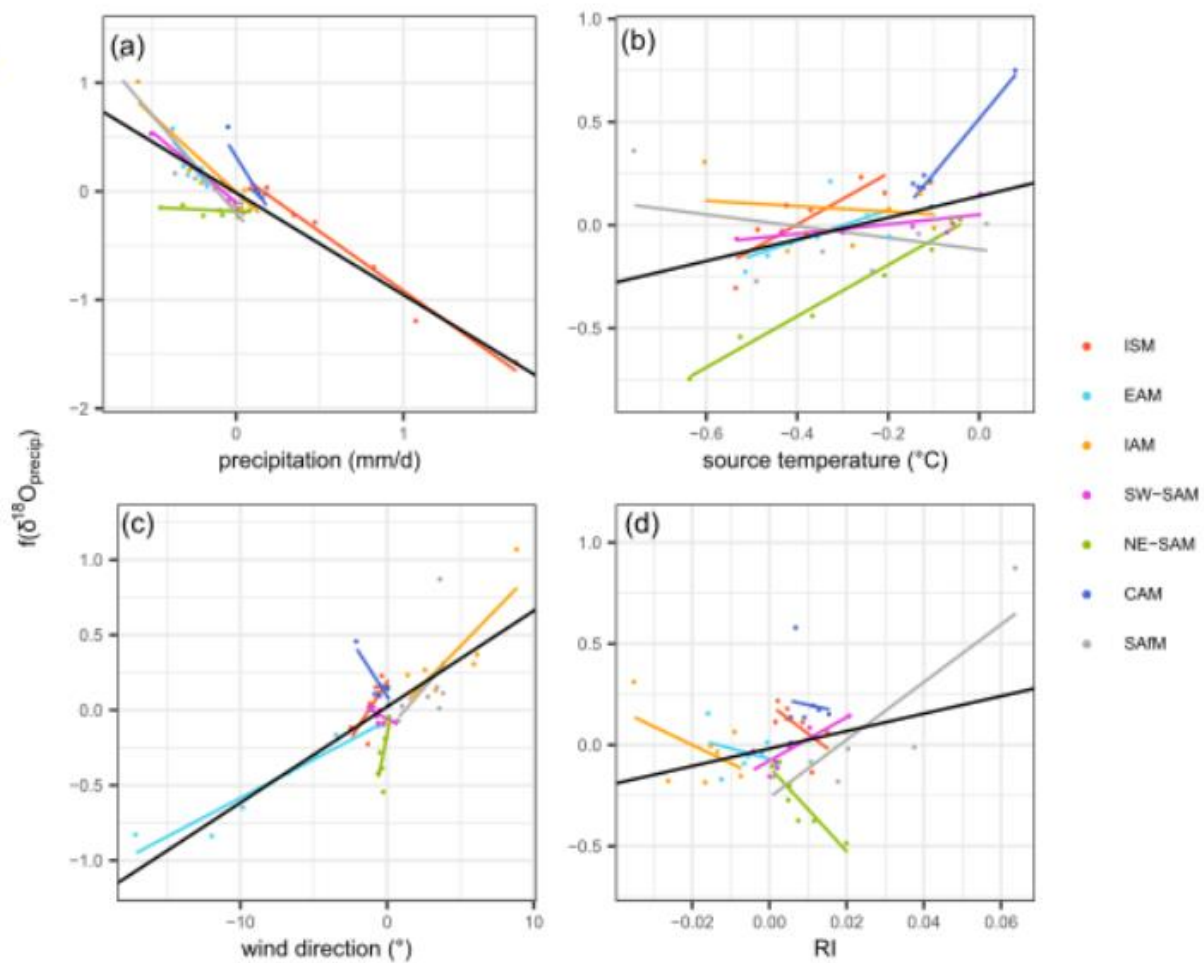 (a)
1
0
−1
−2
0
1
precipitation (mm/d)
(b)
1.0
0.5
0.0
−0.5
−0.6
−0.4
−0.2
0.0
source temperature (°C)
f(δ¹⁸Oprecip.)
(c)
1.0
0.5
0.0
−0.5
−1.0
−10
0
10
wind direction (°)
(d)
1.0
0.5
0.0
−0.5
−0.02
0.00
0.02
0.04
0.06
RI
ISM
EAM
IAM
SW−SAM
NE−SAM
CAM
SAfM